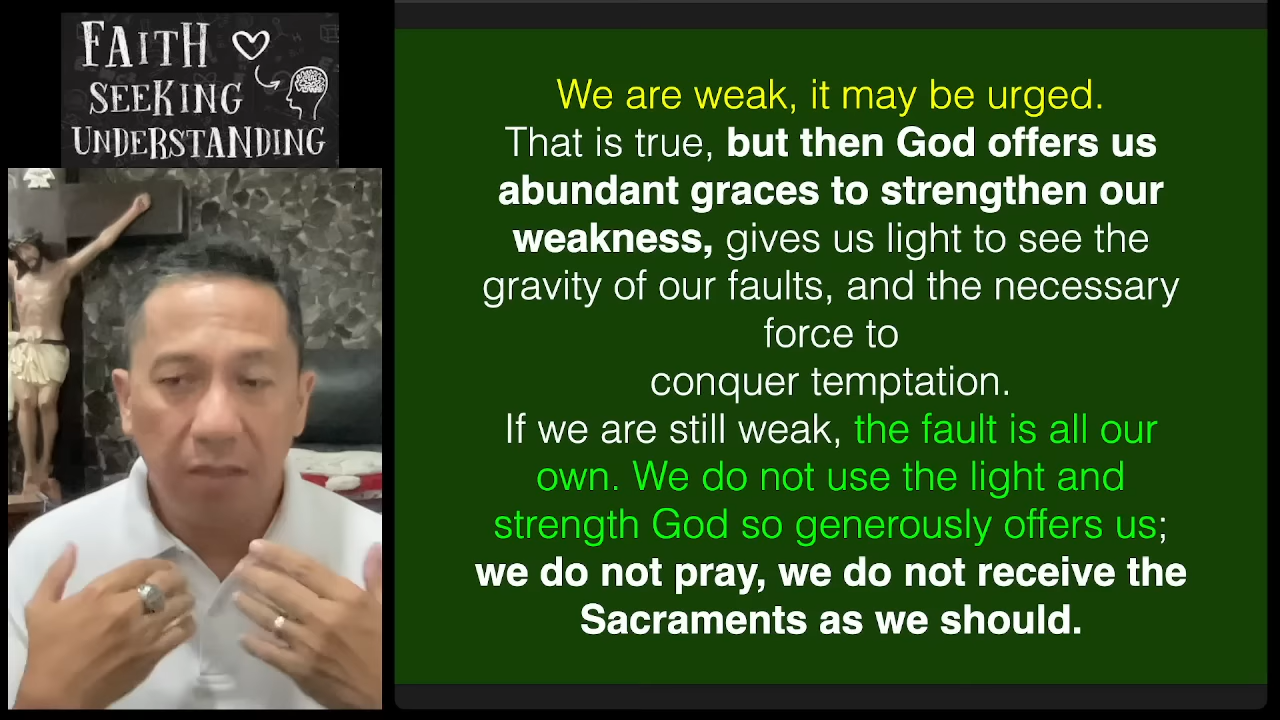 FAITH
SEEKING
UNDERSTANDING
We are weak, it may be urged.
That is true, but then God offers us
abundant graces to strengthen our
weakness, gives us light to see the
gravity of our faults, and the necessary
force to
conquer temptation.
If we are still weak, the fault is all our
own. We do not use the light and
strength God so generously offers us;
we do not pray, we do not receive the
Sacraments as we should.